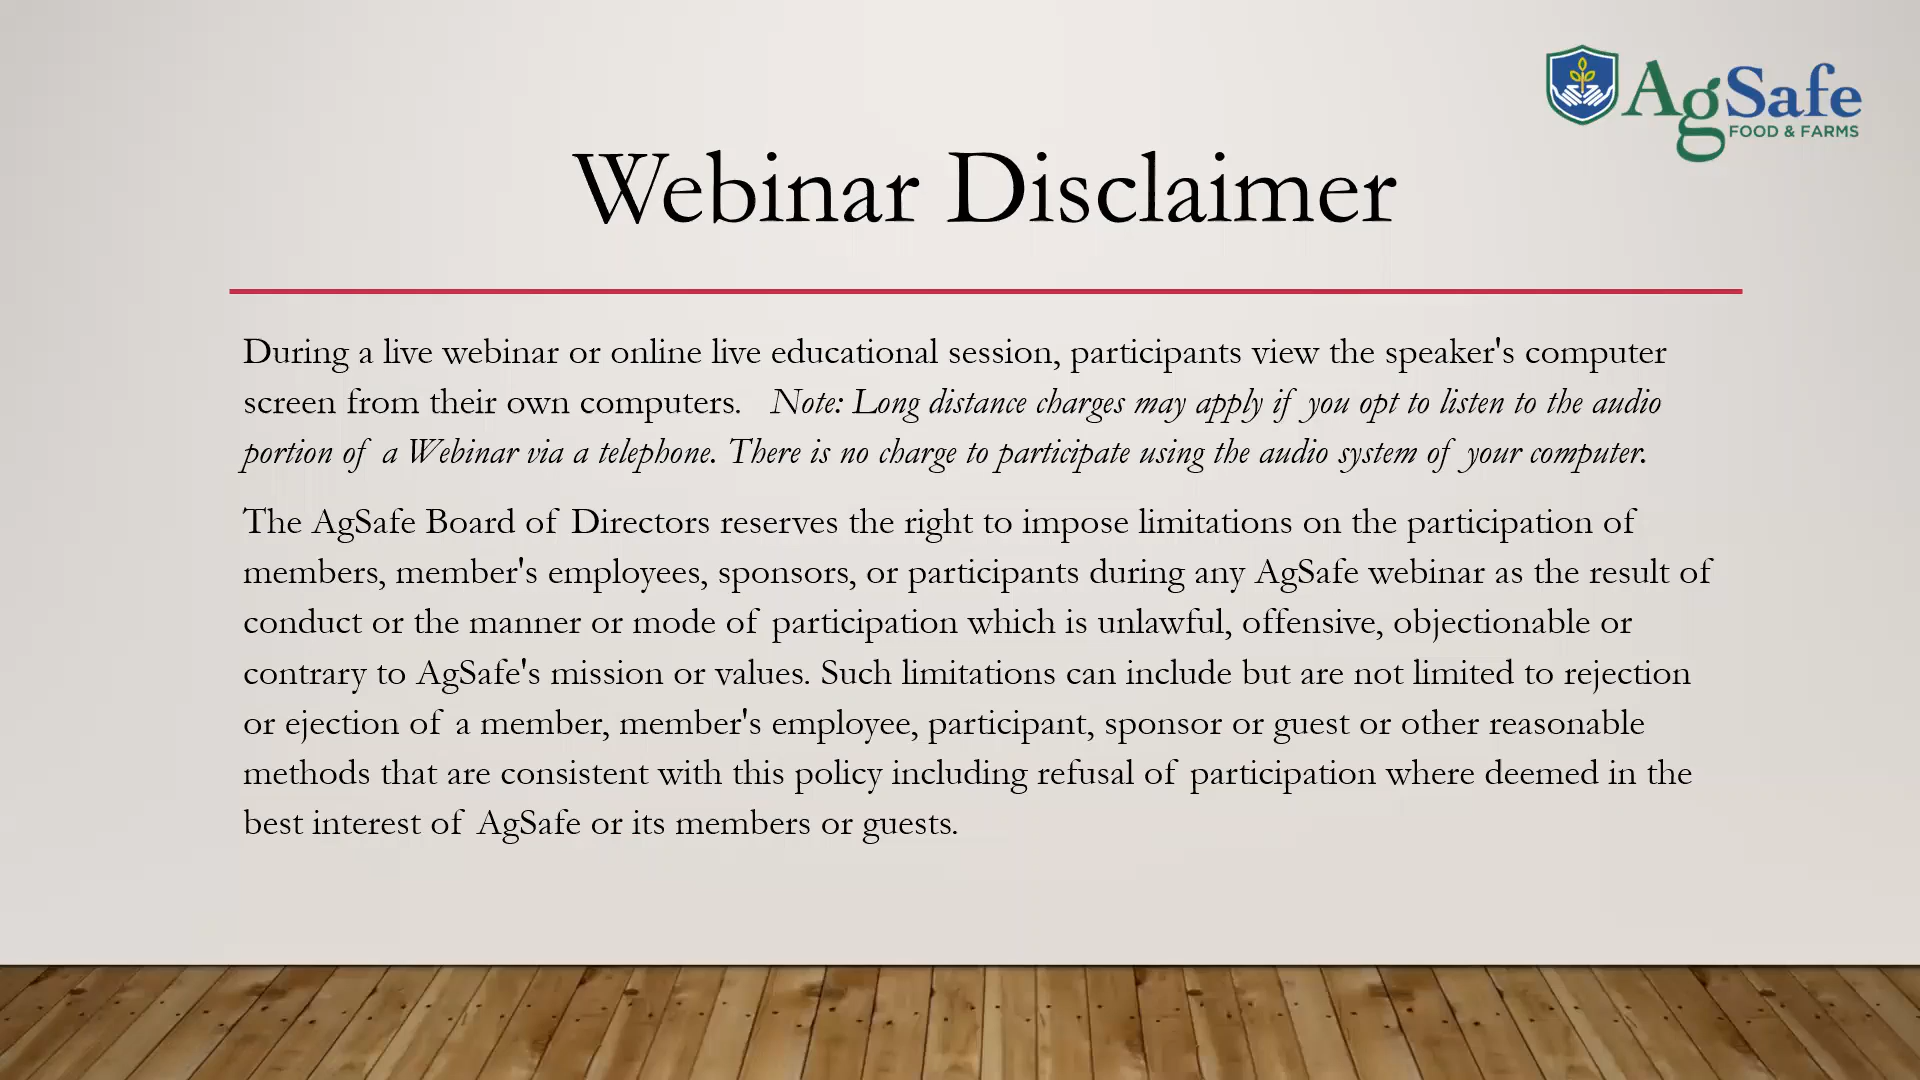 AgSafe
FOOD & FARMS
Webinar Disclaimer
During a live webinar or online live educational session, participants view the speaker's computer
screen from their own computers. Note: Long distance charges may apply if you opt to listen to the audio
portion of a Webinar via a telephone. There is no charge to participate using the audio system of your computer.
The AgSafe Board of Directors reserves the right to impose limitations on the participation of
members, member's employees, sponsors, or participants during any AgSafe webinar as the result of
conduct or the manner or mode of participation which is unlawful, offensive, objectionable or
contrary to AgSafe's mission or values. Such limitations can include but are not limited to rejection
or ejection of a member, member's employee, participant, sponsor or guest or other reasonable
methods that are consistent with this policy including refusal of participation where deemed in the
best interest of AgSafe or its members or guests.